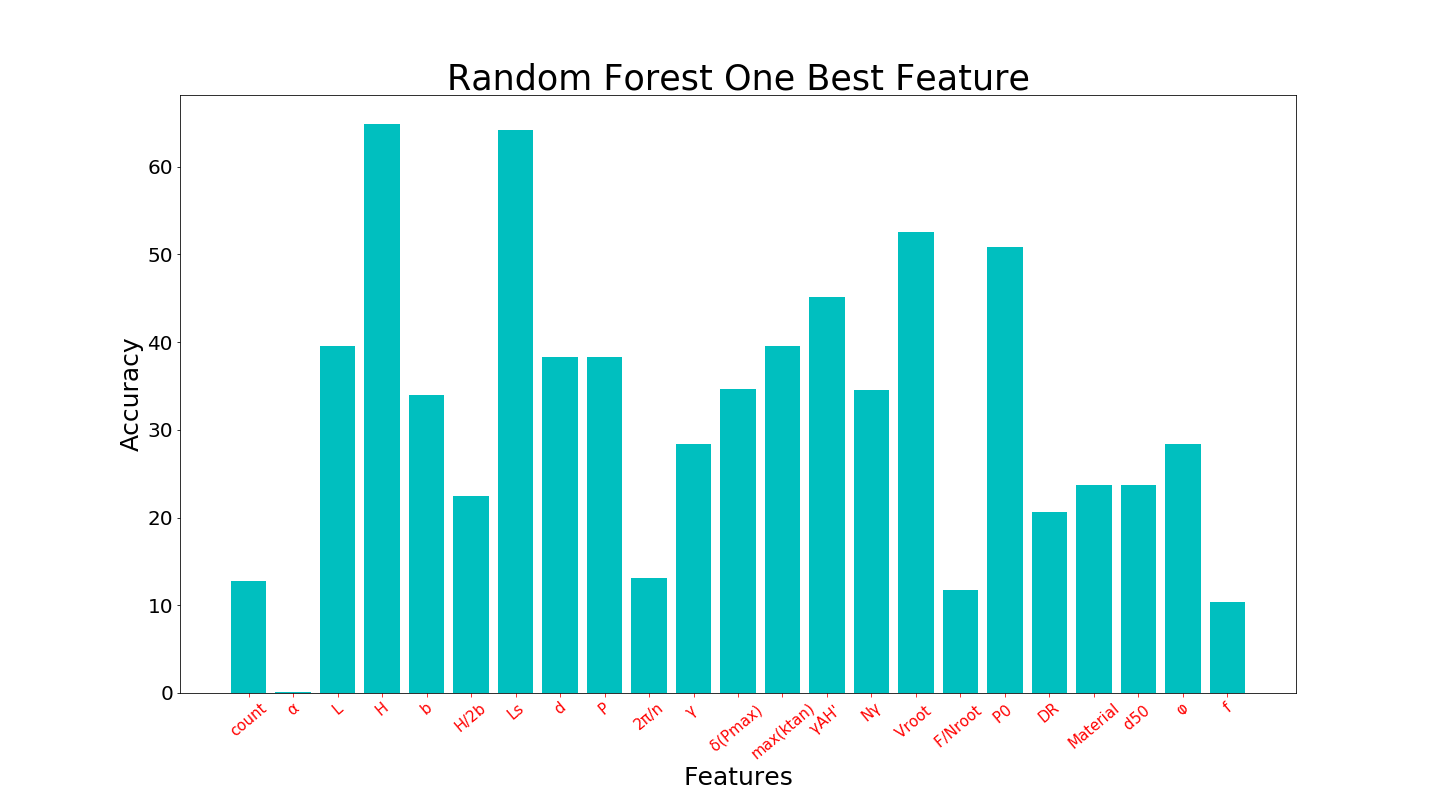 Random Forest One Best Feature
Accuracy
60
50
40
30
20
10
0
count α L H b H/2b Ls d P 2π/n γ δ(Pmax) max(ktan) γAH' Nγ Vroot F/Nroot P0 DR Material d50 φ f
Features